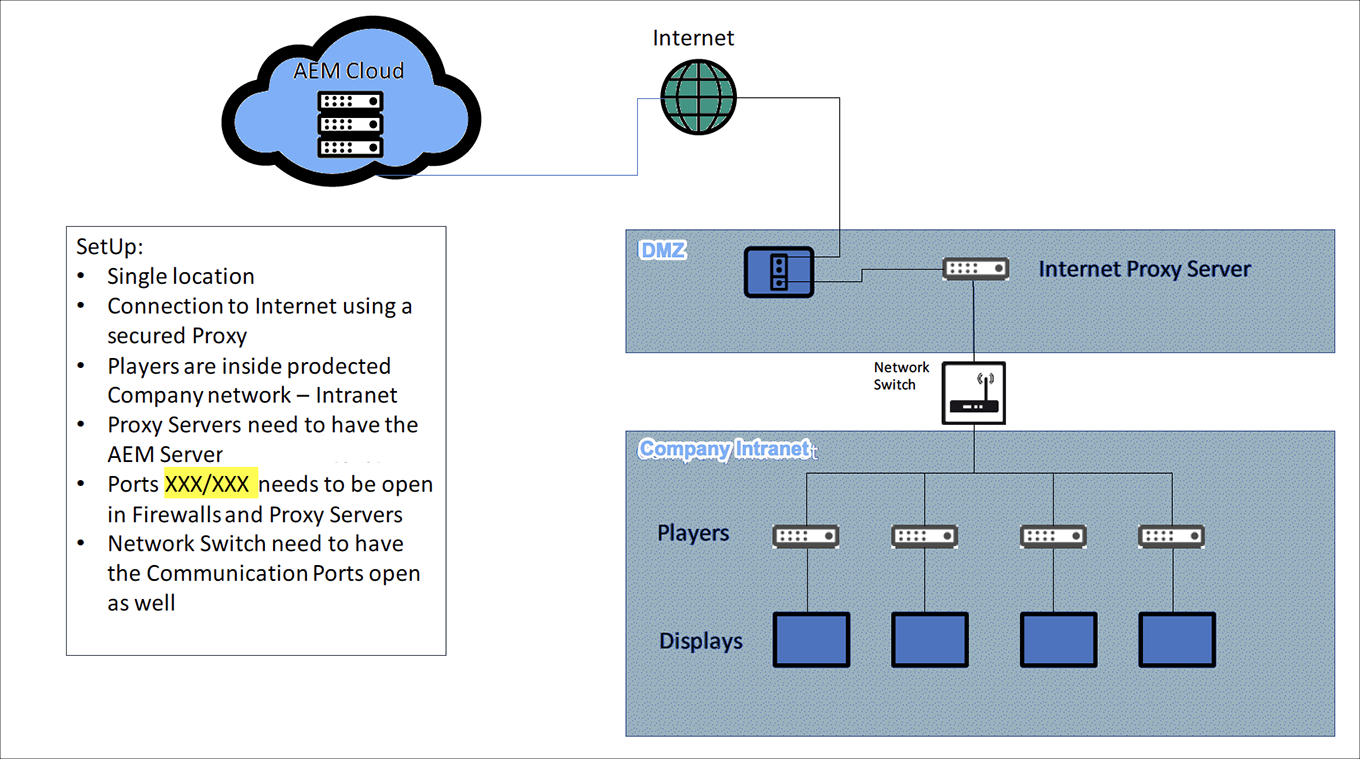 Internet
AEM Cloud
SetUp:
• Single location
• Connection to Internet using a
secured Proxy
• Players are inside prodected
Company network – Intranet
• Proxy Servers need to have the
AEM Server
• Ports XXX/XXX needs to be open
in Firewalls and Proxy Servers
• Network Switch need to have
the Communication Ports open
as well
DMZ
Internet Proxy Server
Network
Switch
Company Intranet
Players
Displays